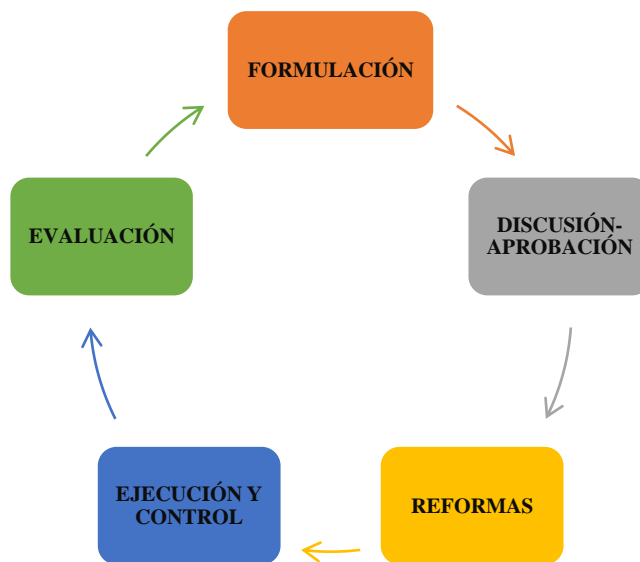 FORMULACIÓN
DISCUSIÓN-
APROBACIÓN
REFORMAS
EJECUCIÓN Y
CONTROL
EVALUACIÓN